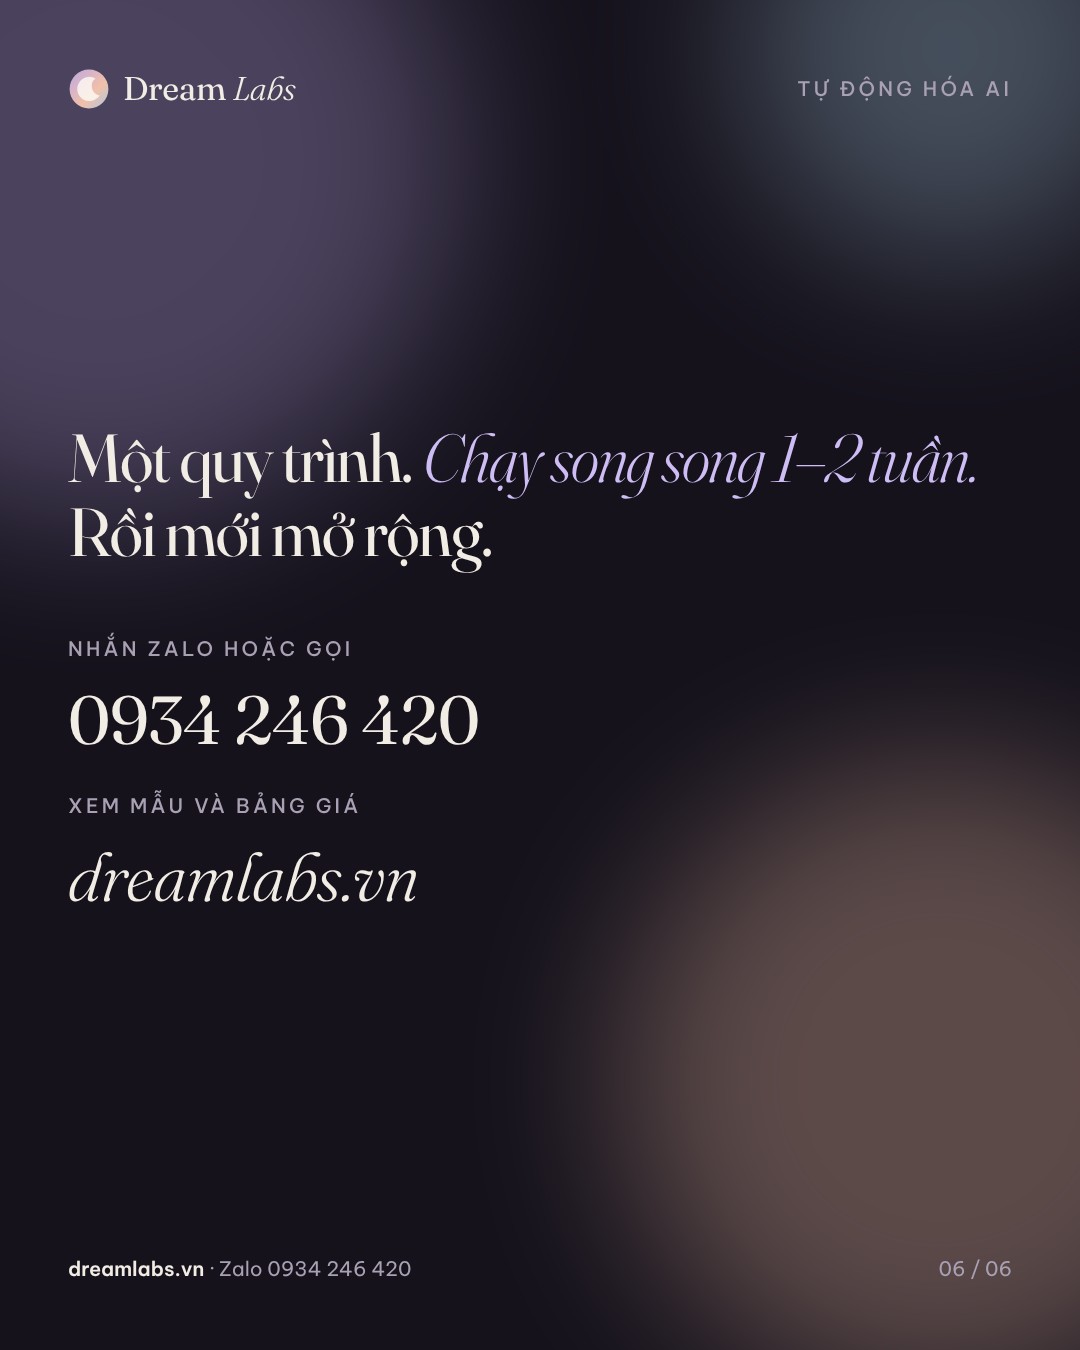 Dream Labs
TỰ ĐỘNG HÓA AI
Một quy trình. Chạy song song 1–2 tuần.
Rồi mới mở rộng.
NHẮN ZALO HOẶC GỌI
0934 246 420
XEM MẪU VÀ BẢNG GIÁ
dreamlabs.vn
dreamlabs.vn · Zalo 0934 246 420
06 / 06